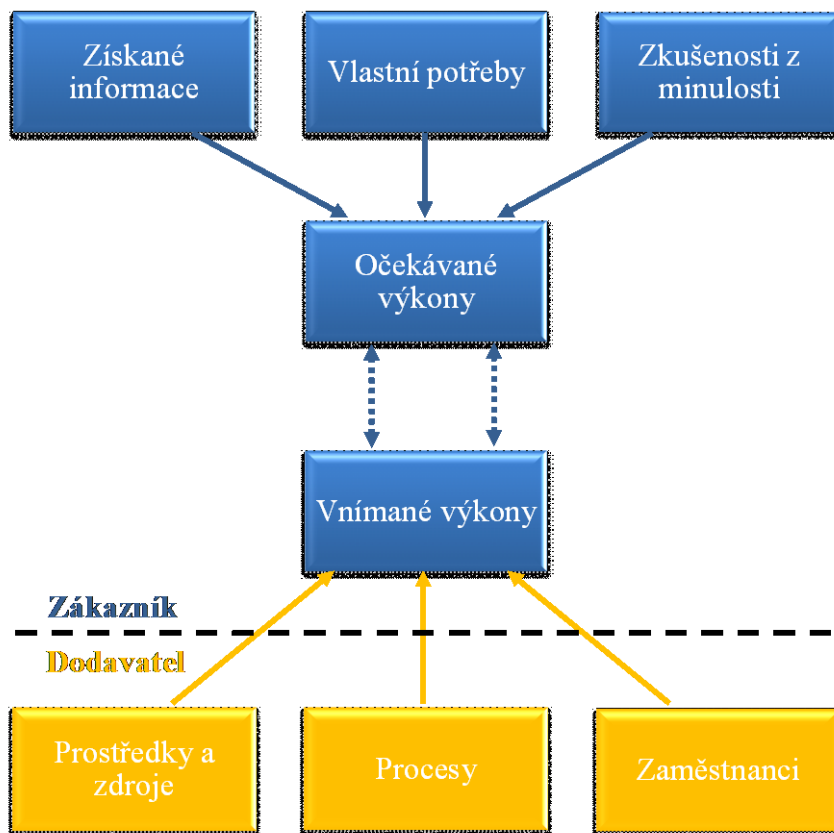 Získané
informace
Vlastní potřeby
Zkušenosti z
minulosti
Očekávané
výkony
Vnímané výkony
Zákazník
Dodavatel
Prostředky a
zdroje
Procesy
Zaměstnanci